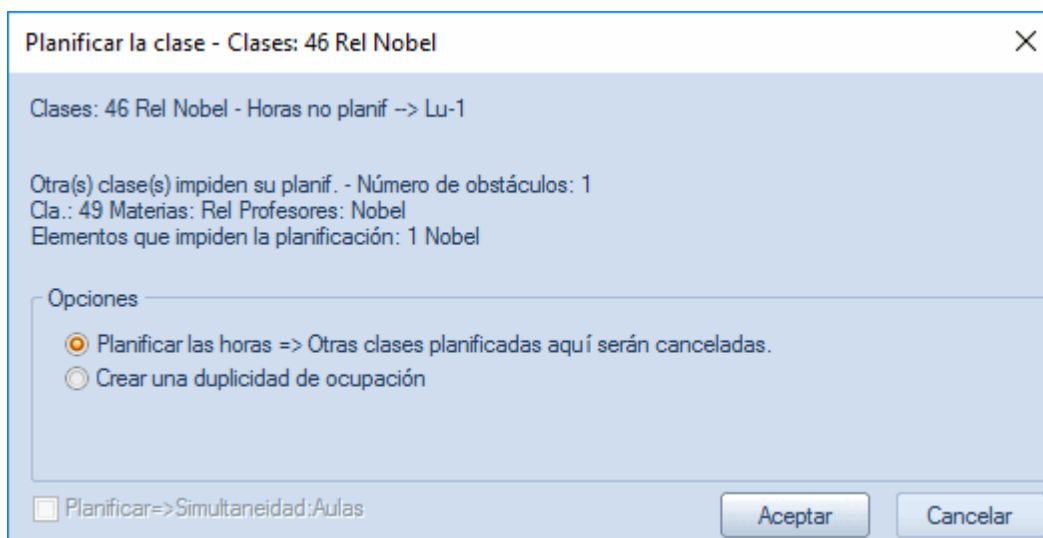 Planificar la clase - Clases: 46 Rel Nobel
Clases: 46 Rel Nobel - Horas no planif --> Lu-1
Otra(s) clase(s) impiden su planif. - Número de obstáculos: 1
Cla.: 49 Materias: Rel Profesores: Nobel
Elementos que impiden la planificación: 1 Nobel
Opciones
Planificar las horas => Otras clases planificadas aquí serán canceladas.
Crear una duplicidad de ocupación
Planificar=>Simultaneidad:Aulas
Aceptar
Cancelar